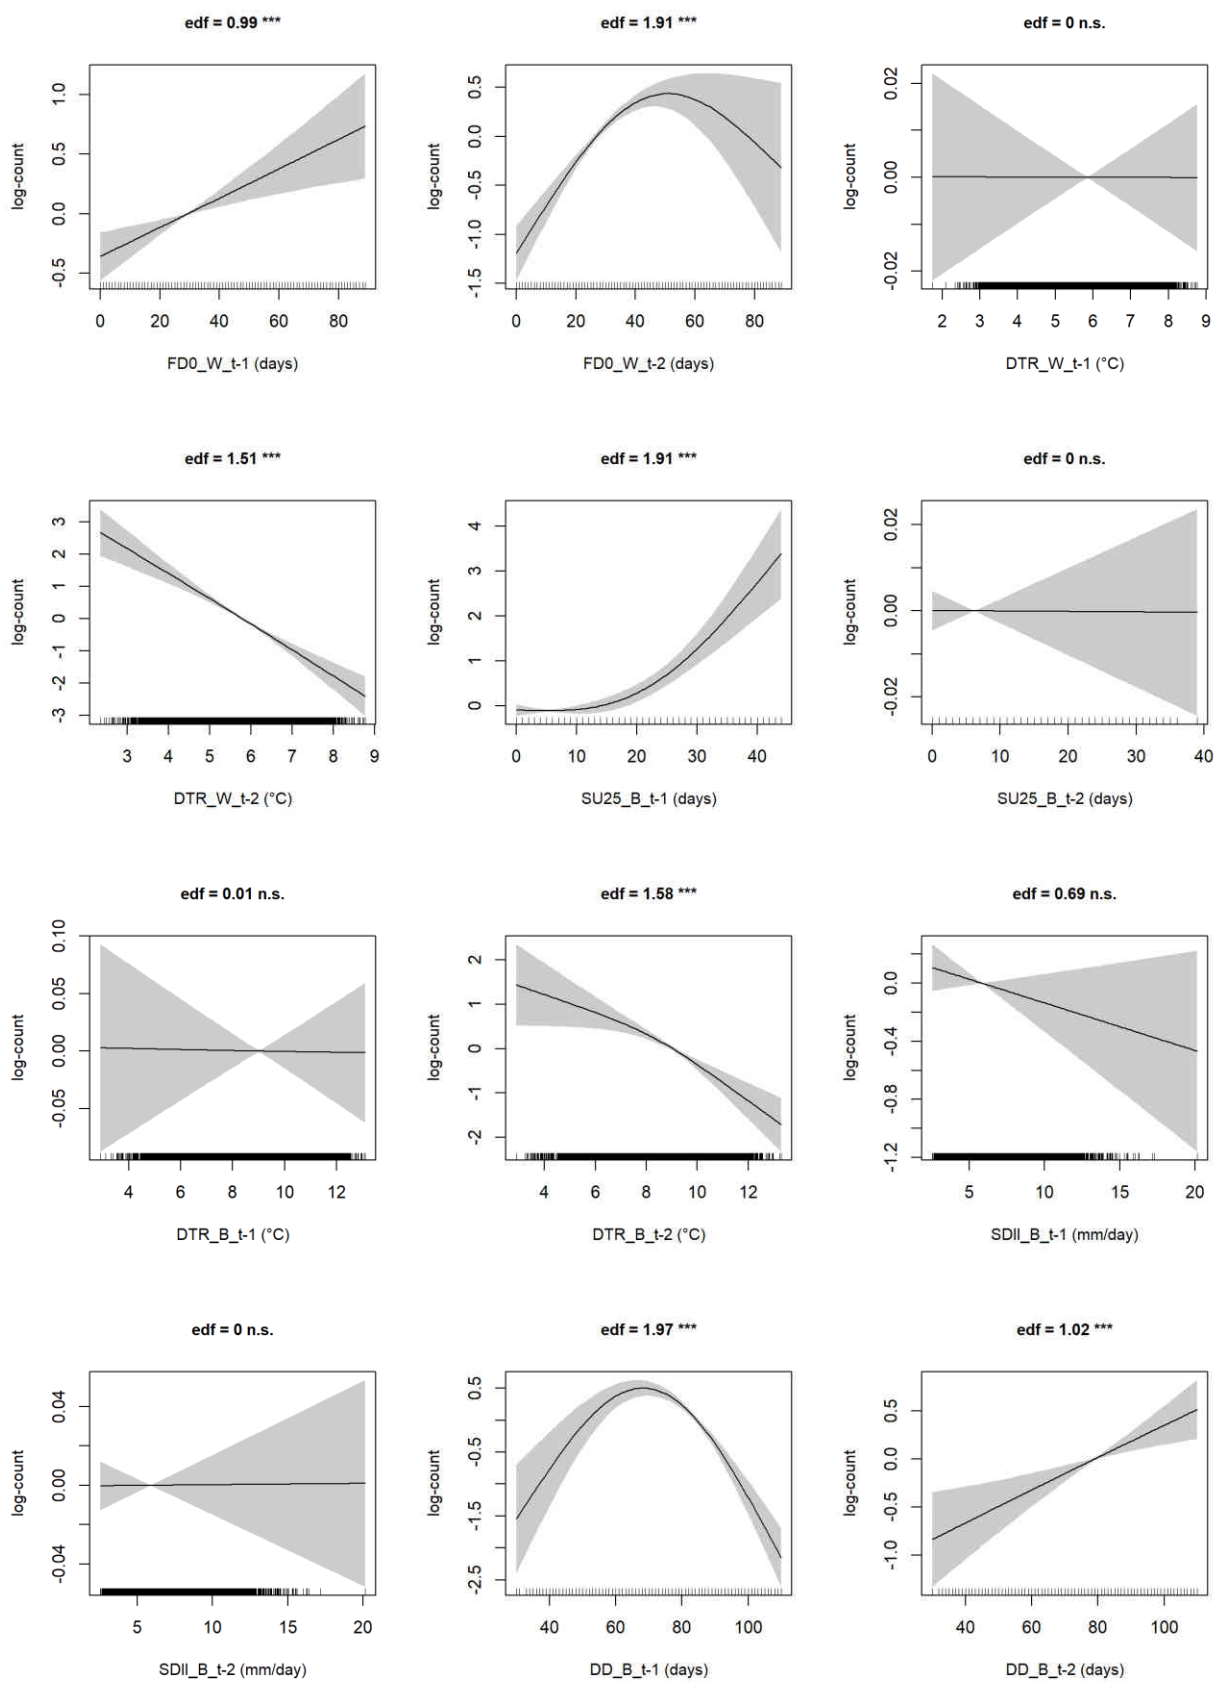 edf = 0.99 ***
log-count
1.0
0.5
0.0
-0.5
0 20 40 60 80
FD0_W_t-1 (days)
edf = 1.91 ***
log-count
0.5
0.0
-0.5
-1.0
-1.5
0 20 40 60 80
FD0_W_t-2 (days)
edf = 0 n.s.
log-count
0.02
0.00
-0.02
2 3 4 5 6 7 8 9
DTR_W_t-1 (°C)
edf = 1.51 ***
log-count
3
2
1
0
-1
-2
-3
3 4 5 6 7 8 9
DTR_W_t-2 (°C)
edf = 1.91 ***
log-count
4
3
2
1
0
0 10 20 30 40
SU25_B_t-1 (days)
edf = 0 n.s.
log-count
0.02
0.00
-0.02
0 10 20 30 40
SU25_B_t-2 (days)
edf = 0.01 n.s.
log-count
0.10
0.05
0.00
-0.05
4 6 8 10 12
DTR_B_t-1 (°C)
edf = 1.58 ***
log-count
2
1
0
-1
-2
4 6 8 10 12
DTR_B_t-2 (°C)
edf = 0.69 n.s.
log-count
0.0
-0.4
-0.8
-1.2
5 10 15 20
SDII_B_t-1 (mm/day)
edf = 0 n.s.
log-count
0.04
0.00
-0.04
5 10 15 20
SDII_B_t-2 (mm/day)
edf = 1.97 ***
log-count
0.5
-0.5
-1.5
-2.5
40 60 80 100
DD_B_t-1 (days)
edf = 1.02 ***
log-count
0.5
0.0
-0.5
-1.0
40 60 80 100
DD_B_t-2 (days)